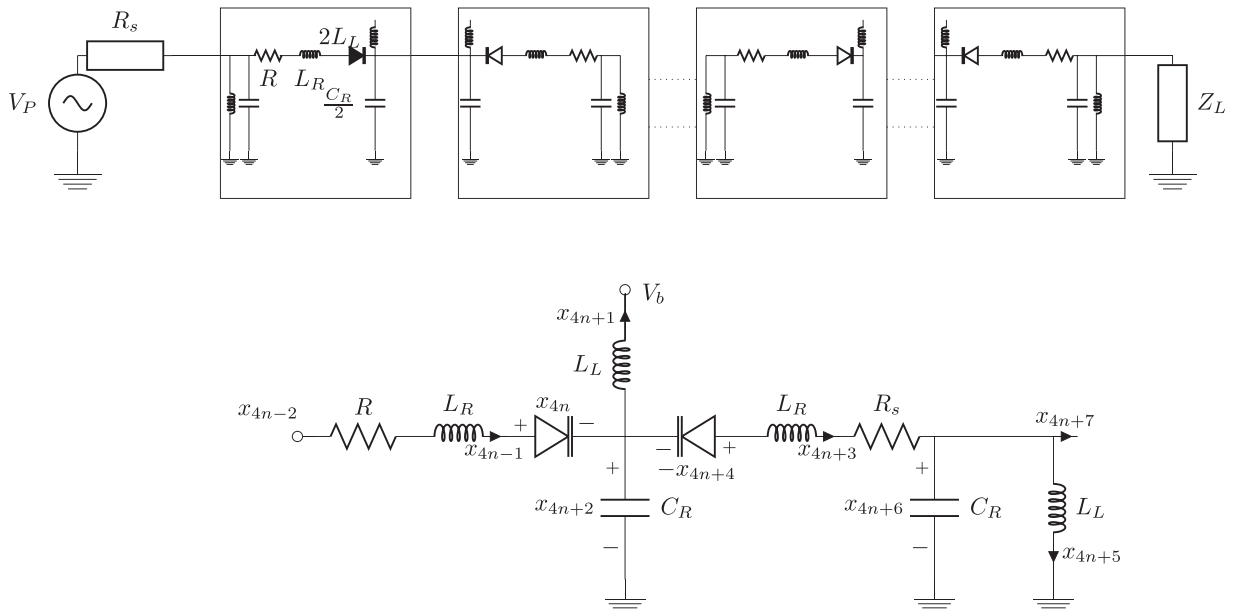 R_s
2L_L
V_P
R
L_R
C_R/2
Z_L
V_b
x_{4n+1}
L_L
x_{4n-2}
R
L_R
x_{4n}
L_R
R_s
x_{4n+7}
+
−
+
x_{4n-1}
−
+
x_{4n+3}
+
−x_{4n+4}
x_{4n+2}
C_R
x_{4n+6}
C_R
L_L
−
−
x_{4n+5}